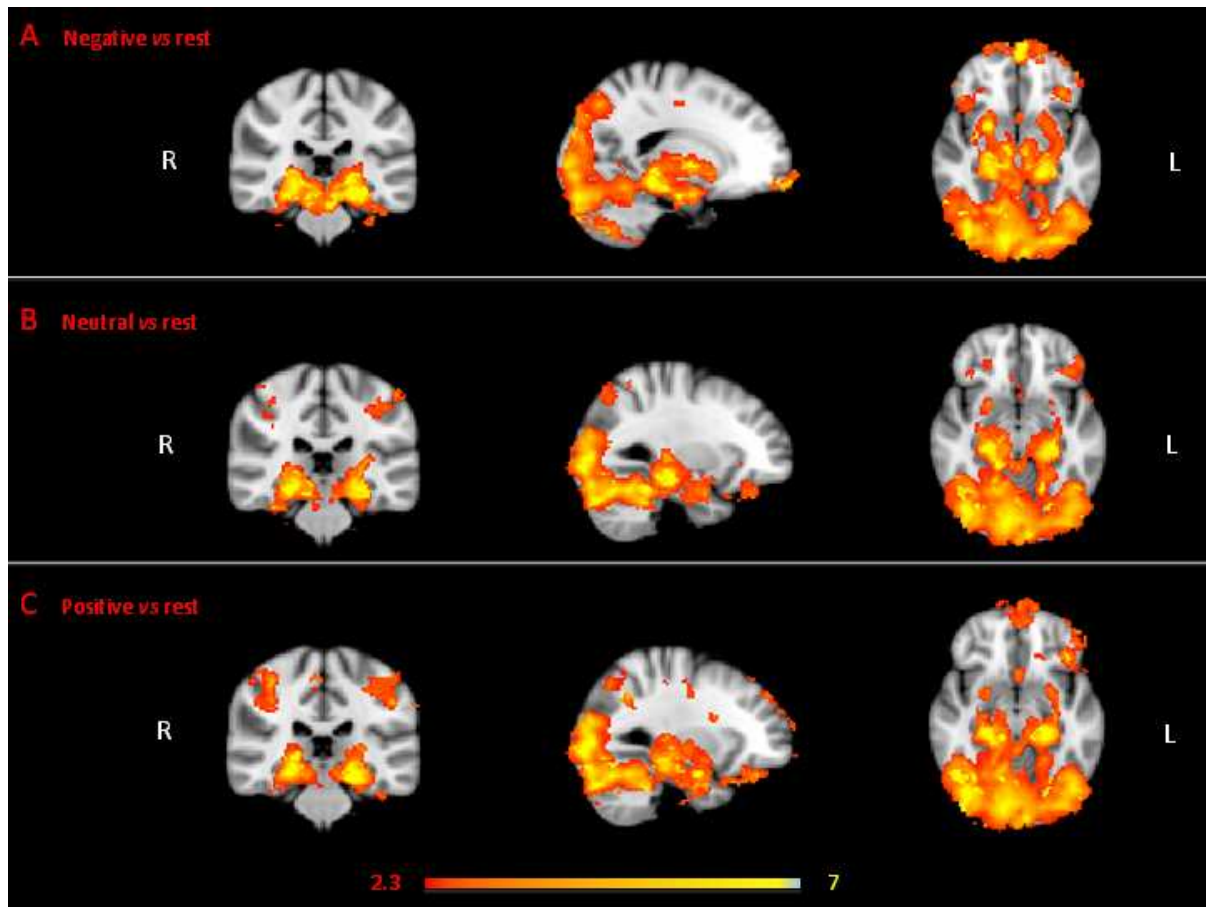 A Negative vs rest
R L
B Neutral vs rest
R L
C Positive vs rest
R L
2.3 7